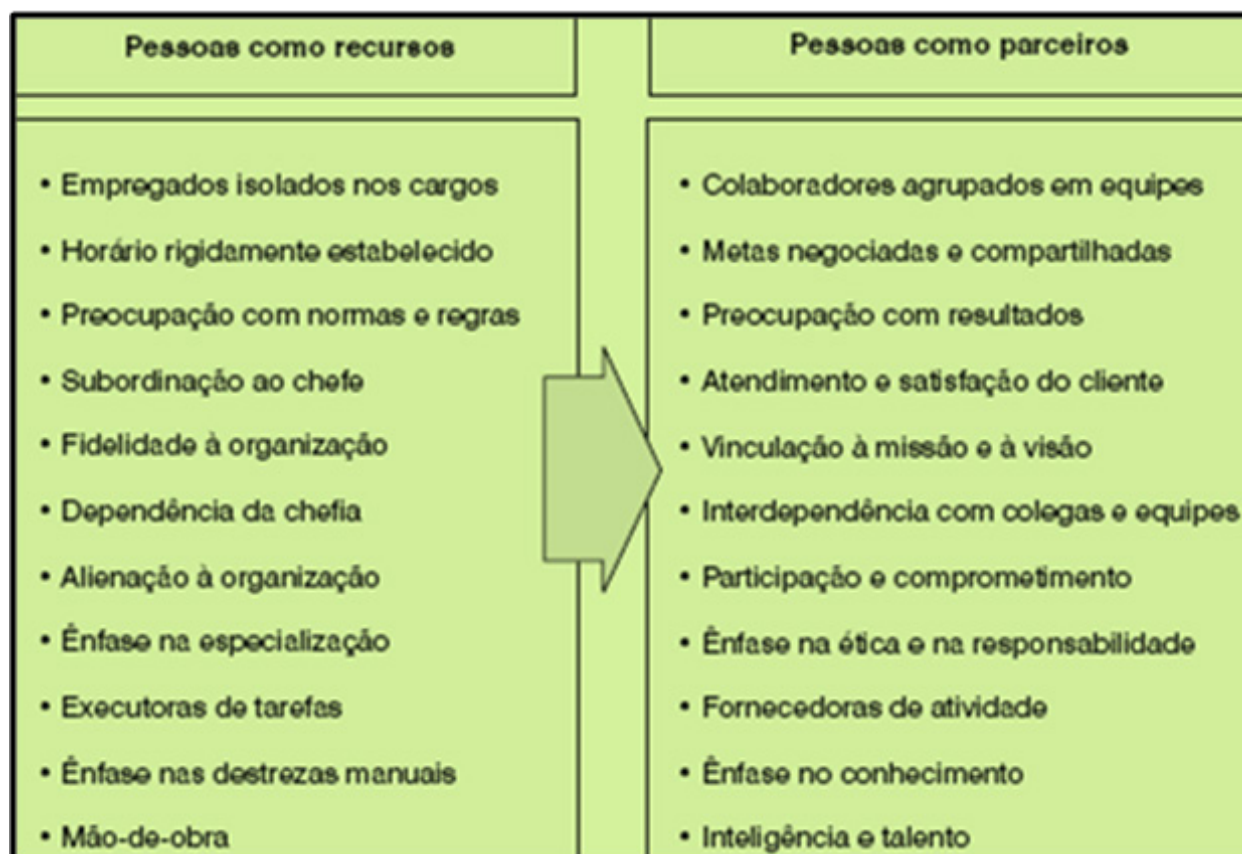 Pessoas como recursos
• Empregados isolados nos cargos
• Horário rigidamente estabelecido
• Preocupação com normas e regras
• Subordinação ao chefe
• Fidelidade à organização
• Dependência da chefia
• Alienação à organização
• Ênfase na especialização
• Executoras de tarefas
• Ênfase nas destrezas manuais
• Mão-de-obra
Pessoas como parceiros
• Colaboradores agrupados em equipes
• Metas negociadas e compartilhadas
• Preocupação com resultados
• Atendimento e satisfação do cliente
• Vinculação à missão e à visão
• Interdependência com colegas e equipes
• Participação e comprometimento
• Ênfase na ética e na responsabilidade
• Fornecedoras de atividade
• Ênfase no conhecimento
• Inteligência e talento